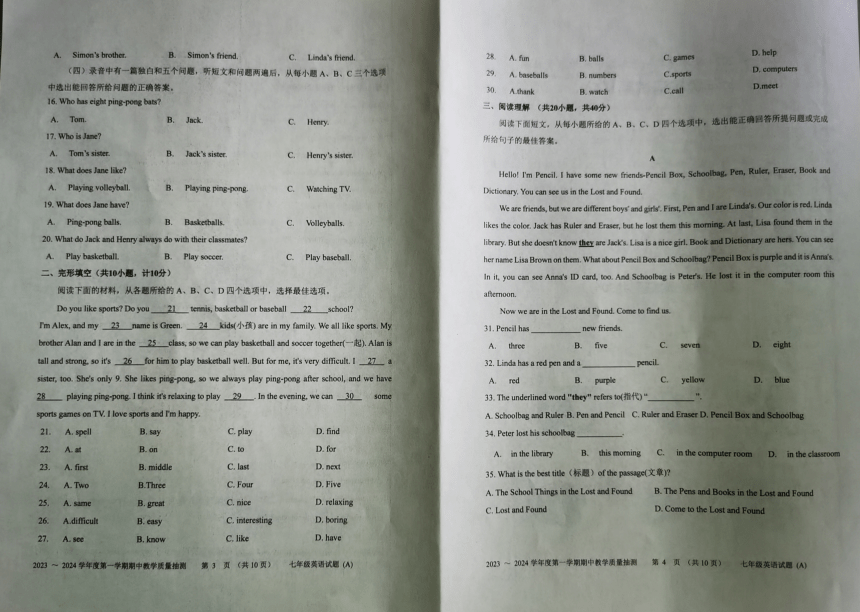 A. Simon's brother. B. Simon's friend. C. Linda's friend.
(四)录音中有一篇独白和五个问题,听短文和问题两遍后,从每小题A、B、C三个选项
中选出能回答所给问题的正确答案。
16. Who has eight ping-pong bats?
A. Tom. B. Jack. C. Henry.
17. Who is Jane?
A. Tom's sister. B. Jack's sister. C. Henry's sister.
18. What does Jane like?
A. Playing volleyball. B. Playing ping-pong. C. Watching TV.
19. What does Jane have?
A. Ping-pong balls. B. Basketballs. C. Volleyballs.
20. What do Jack and Henry always do with their classmates?
A. Play basketball. B. Play soccer. C. Play baseball.
二、完形填空(共10小题,计10分)
阅读下面的材料,从各题所给的A、B、C、D四个选项中,选择最佳选项。
Do you like sports? Do you 21 tennis, basketball or baseball 22 school?
I'm Alex, and my 23 name is Green. 24 kids(小孩) are in my family. We all like sports. My
brother Alan and I are in the 25 class, so we can play basketball and soccer together(一起). Alan is
tall and strong, so it's 26 for him to play basketball well. But for me, it's very difficult. I 27 a
sister, too. She's only 9. She likes ping-pong, so we always play ping-pong after school, and we have
28 playing ping-pong. I think it's relaxing to play 29 . In the evening, we can 30 some
sports games on TV. I love sports and I'm happy.
21. A. spell B. say C. play D. find
22. A. at B. on C. to D. for
23. A. first B. middle C. last D. next
24. A. Two B.Three C. Four D. Five
25. A. same B. great C. nice D. relaxing
26. A.difficult B. easy C. interesting D. boring
27. A. see B. know C. like D. have
2023 ~ 2024学年度第一学期期中教学质量抽测 第 3 页 (共10页) 七年级英语试题 (A)
28. A. fun B. balls C. games D. help
29. A. baseballs B. numbers C.sports D. computers
30. A.thank B. watch C.call D.meet
三、阅读理解 (共20小题,共40分)
阅读下面短文,从每小题所给的A、B、C、D四个选项中,选出能正确回答所提问题或完成
所给句子的最佳答案。
A
Hello! I'm Pencil. I have some new friends-Pencil Box, Schoolbag, Pen, Ruler, Eraser, Book and
Dictionary. You can see us in the Lost and Found.
We are friends, but we are different boys' and girls'. First, Pen and I are Linda's. Our color is red. Linda
likes the color. Jack has Ruler and Eraser, but he lost them this morning. At last, Lisa found them in the
library. But she doesn't know they are Jack's. Lisa is a nice girl. Book and Dictionary are hers. You can see
her name Lisa Brown on them. What about Pencil Box and Schoolbag? Pencil Box is purple and it is Anna's.
In it, you can see Anna's ID card, too. And Schoolbag is Peter's. He lost it in the computer room this
afternoon.
Now we are in the Lost and Found. Come to find us.
31. Pencil has __________ new friends.
A. three B. five C. seven D. eight
32. Linda has a red pen and a __________ pencil.
A. red B. purple C. yellow D. blue
33. The underlined word "they" refers to(指代) "__________".
A. Schoolbag and Ruler B. Pen and Pencil C. Ruler and Eraser D. Pencil Box and Schoolbag
34. Peter lost his schoolbag __________.
A. in the library B. this morning C. in the computer room D. in the classroom
35. What is the best title(标题) of the passage(文章)?
A. The School Things in the Lost and Found B. The Pens and Books in the Lost and Found
C. Lost and Found D. Come to the Lost and Found
2023 ~ 2024学年度第一学期期中教学质量抽测 第 4 页 (共10页) 七年级英语试题 (A)